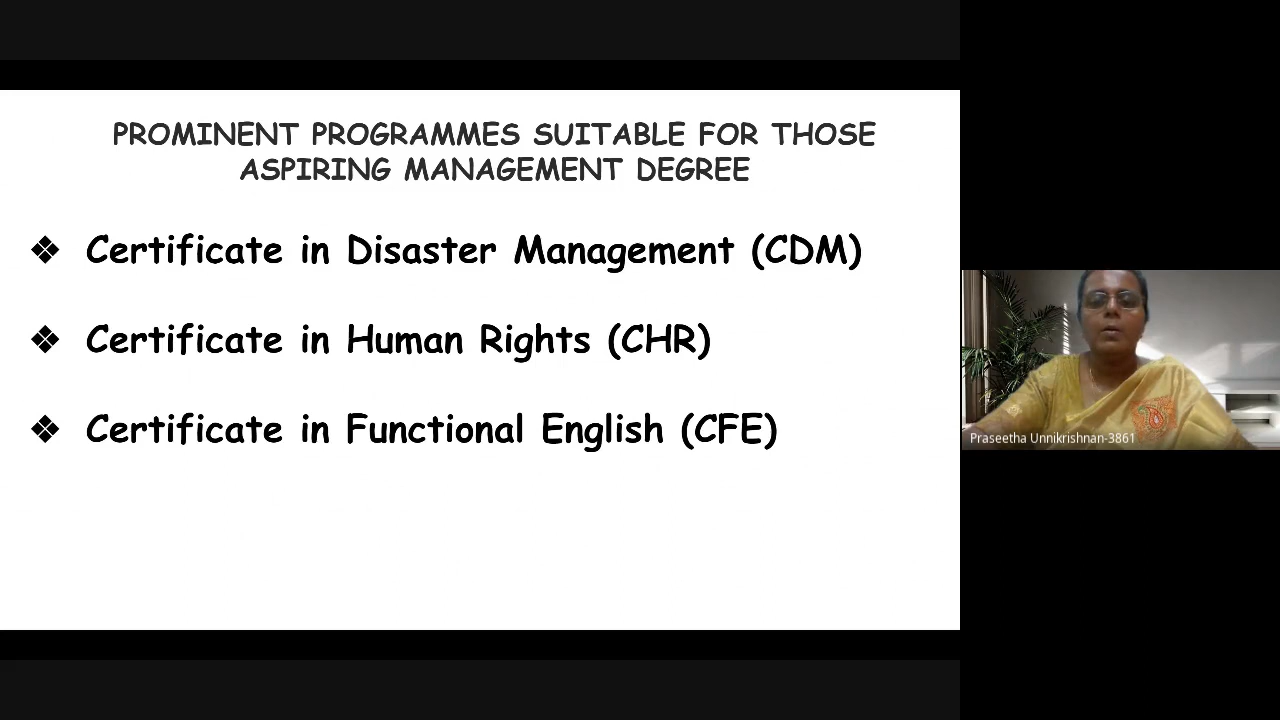 PROMINENT PROGRAMMES SUITABLE FOR THOSE
ASPIRING MANAGEMENT DEGREE
❖ Certificate in Disaster Management (CDM)
❖ Certificate in Human Rights (CHR)
❖ Certificate in Functional English (CFE)
Praseetha Unnikrishnan-3861